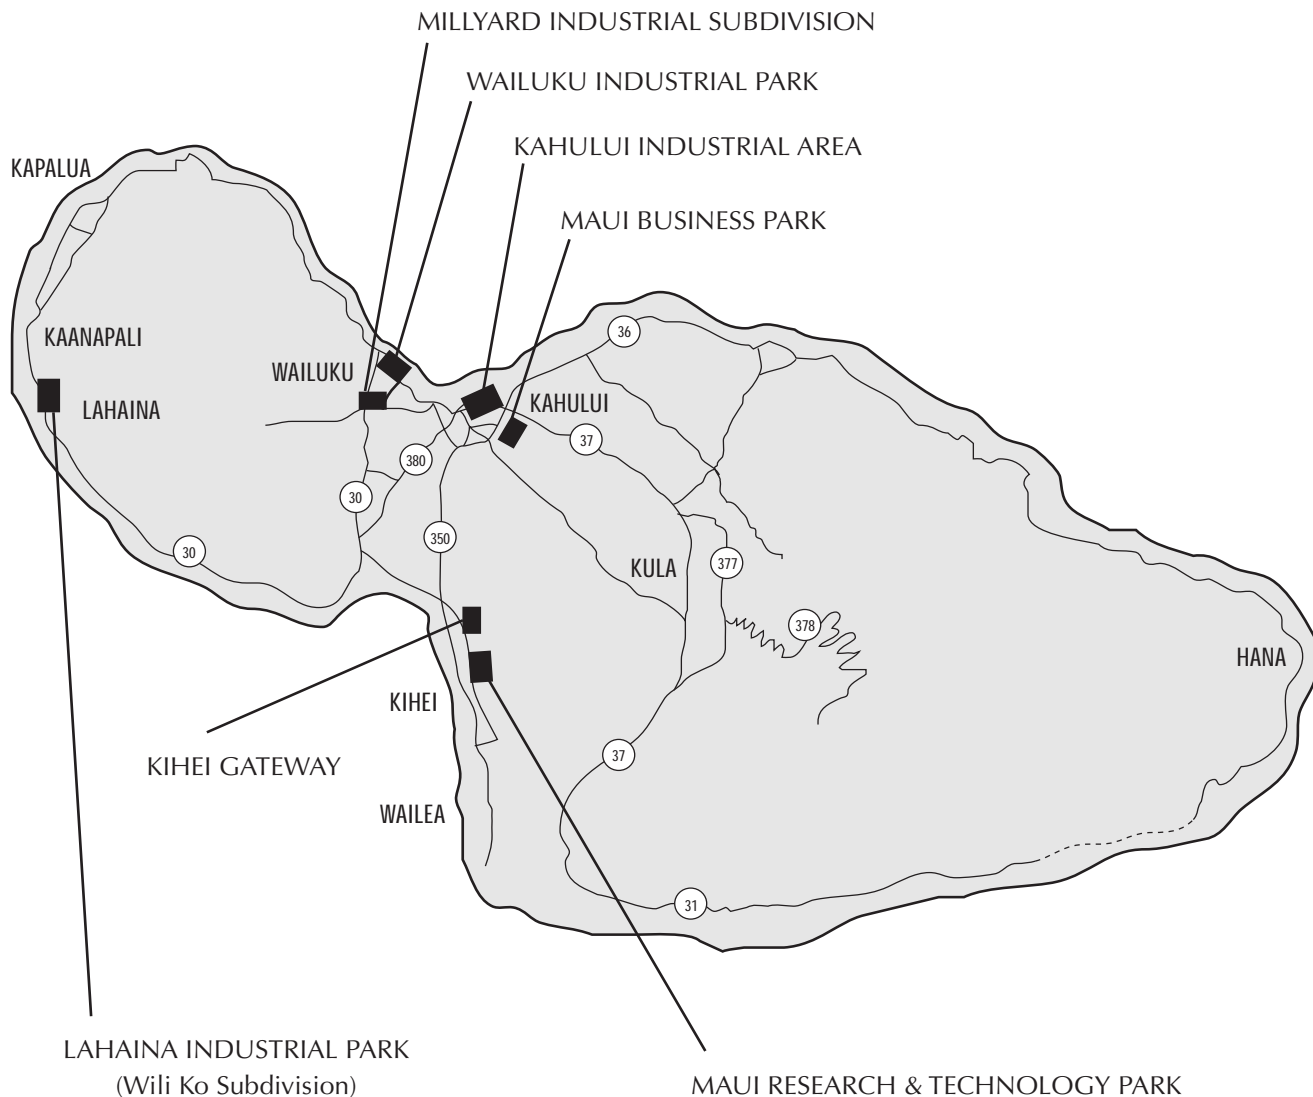 MILLYARD INDUSTRIAL SUBDIVISION
WAILUKU INDUSTRIAL PARK
KAHULUI INDUSTRIAL AREA
KAPALUA
MAUI BUSINESS PARK
36
KAANAPALI
WAILUKU
LAHAINA
KAHULUI
37
380
30
350
30
KULA
377
378
HANA
KIHEI
37
KIHEI GATEWAY
WAILEA
31
LAHAINA INDUSTRIAL PARK
(Wili Ko Subdivision)
MAUI RESEARCH & TECHNOLOGY PARK